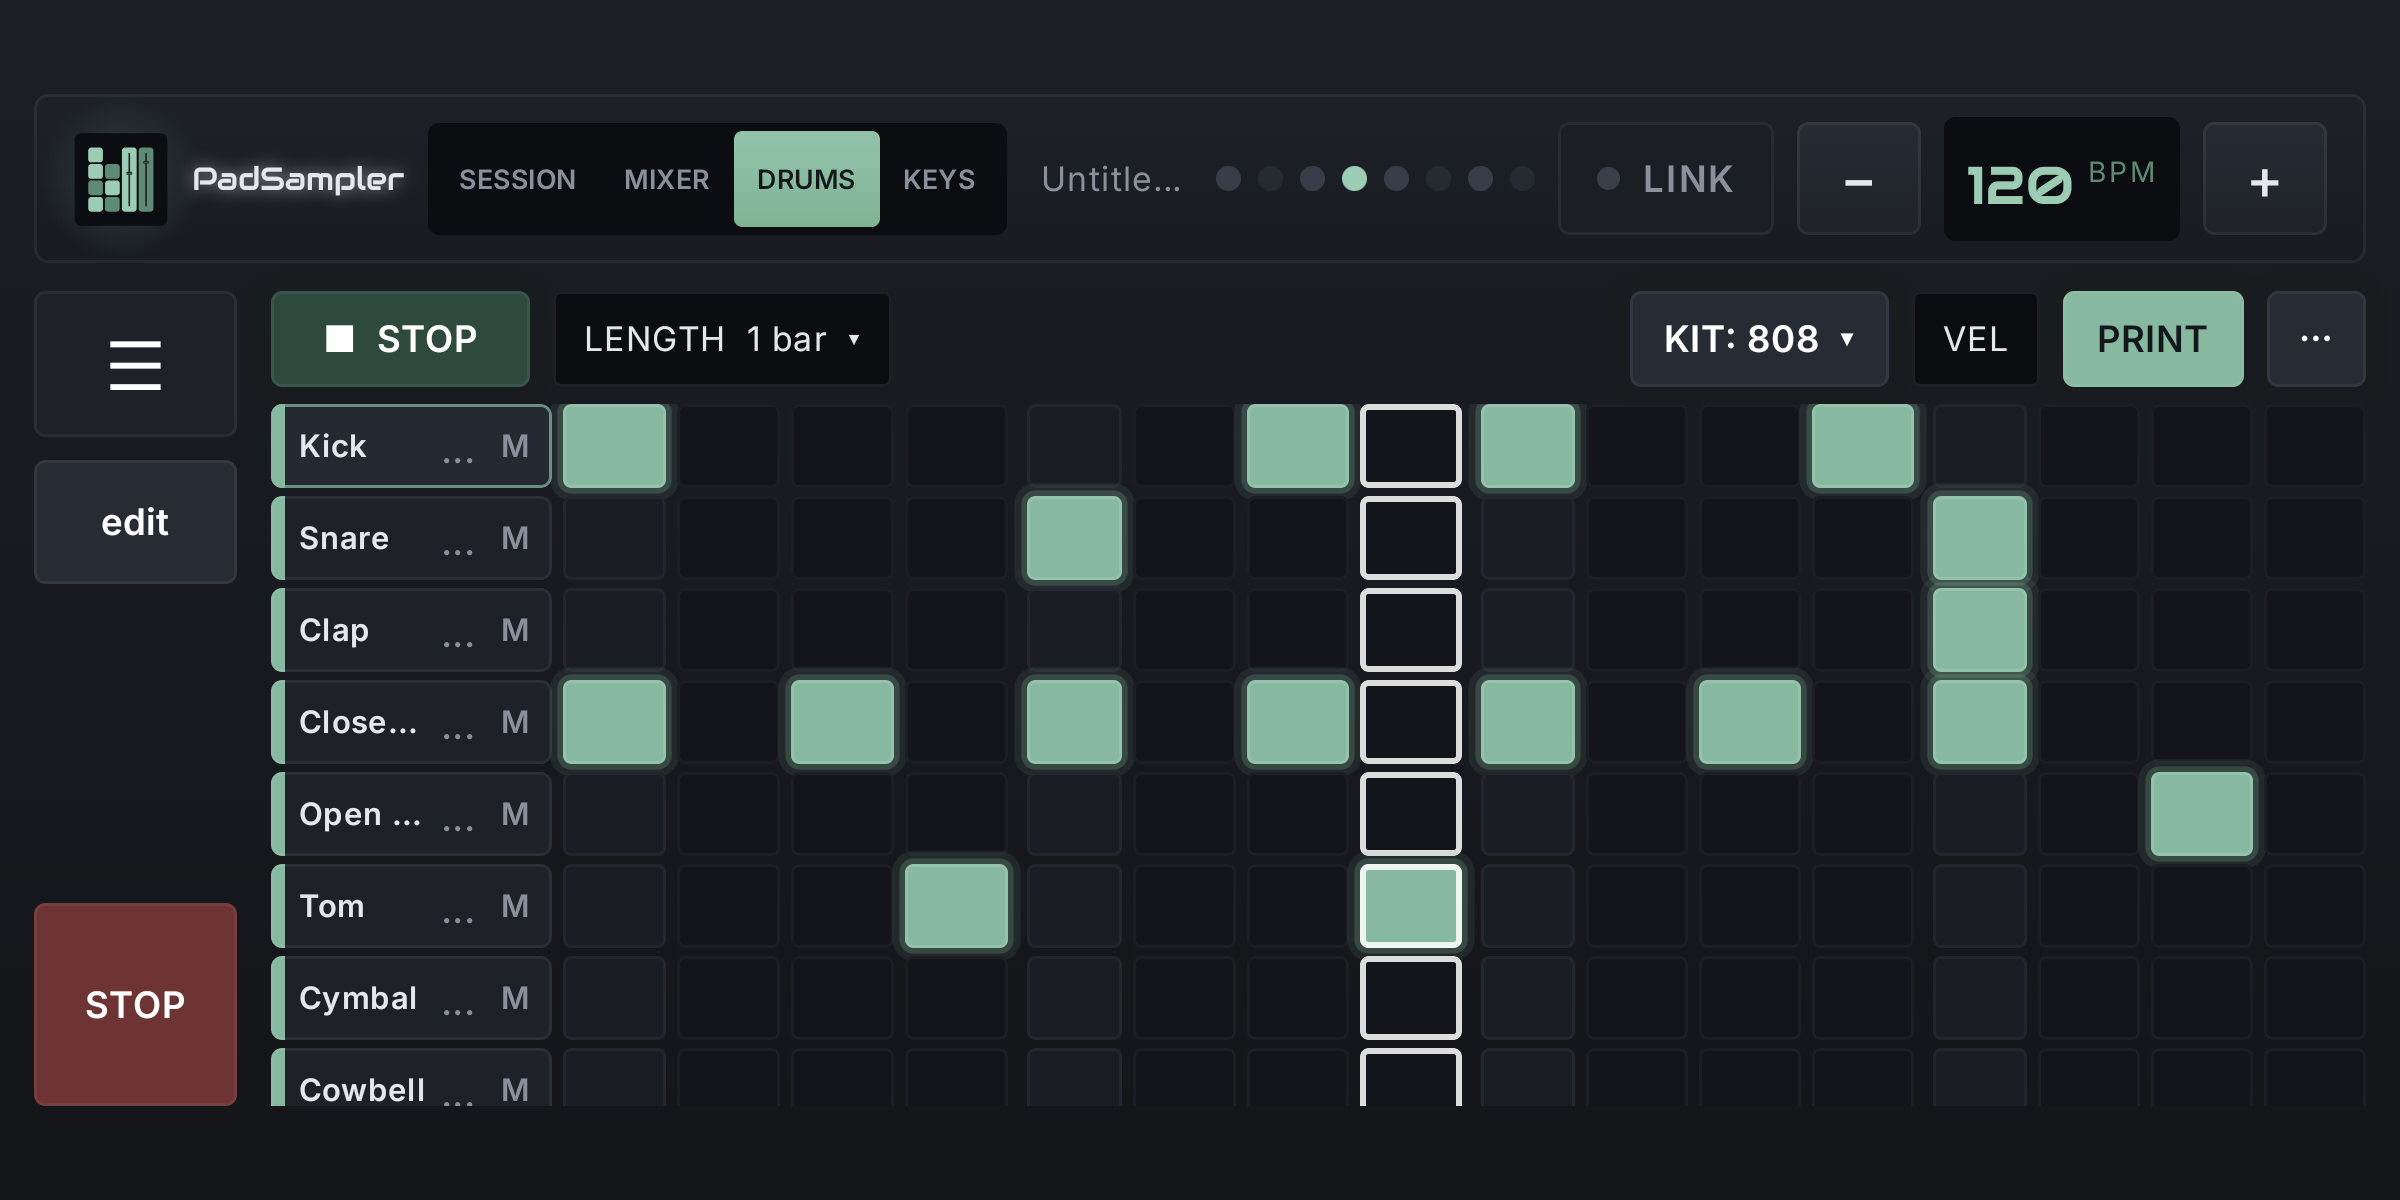 PadSampler SESSION MIXER DRUMS KEYS Untitle... LINK − 120 BPM +
☰ STOP LENGTH 1 bar ▾ KIT: 808 ▾ VEL PRINT ...
edit
Kick ... M
Snare ... M
Clap ... M
Close... ... M
Open ... ... M
Tom ... M
Cymbal ... M
Cowbell ... M
STOP